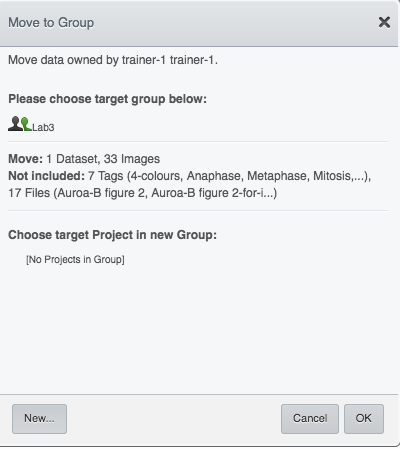 Move to Group
Move data owned by trainer-1 trainer-1.
Please choose target group below:
Lab3
Move: 1 Dataset, 33 Images
Not included: 7 Tags (4-colours, Anaphase, Metaphase, Mitosis,...),
17 Files (Auroa-B figure 2, Auroa-B figure 2-for-i...)
Choose target Project in new Group:
[No Projects in Group]
New...
Cancel
OK